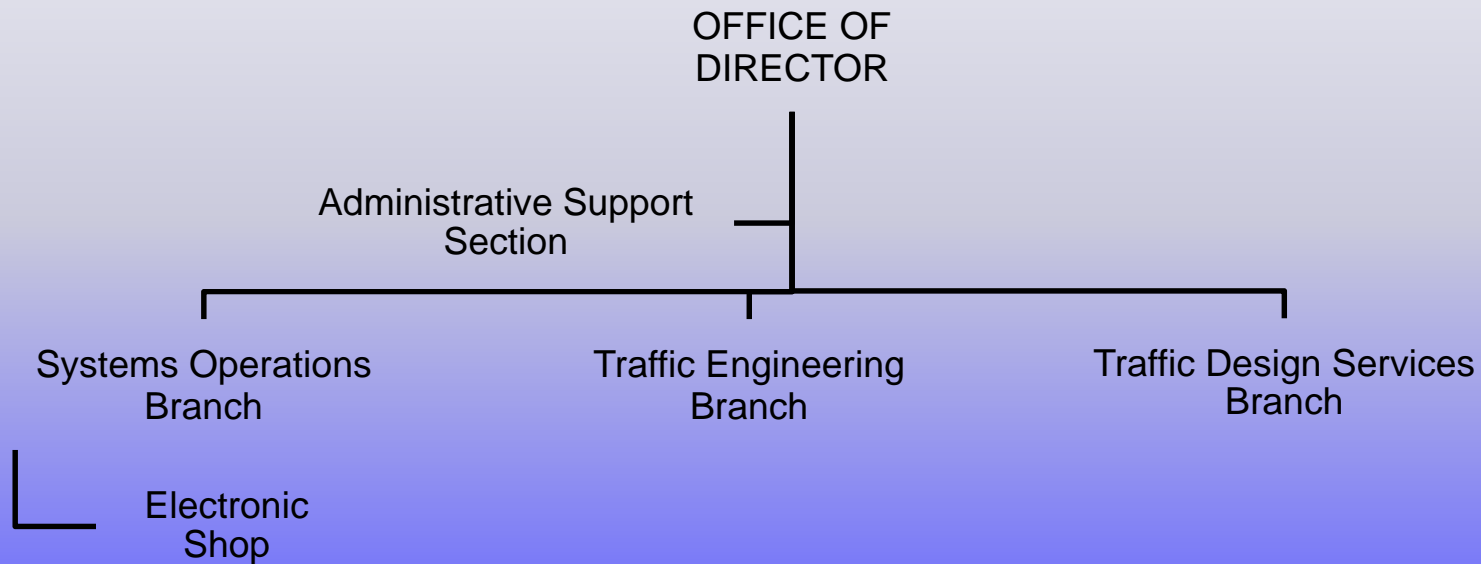 OFFICE OF
DIRECTOR
Administrative Support
Section
Systems Operations
Branch
Traffic Engineering
Branch
Traffic Design Services
Branch
Electronic
Shop